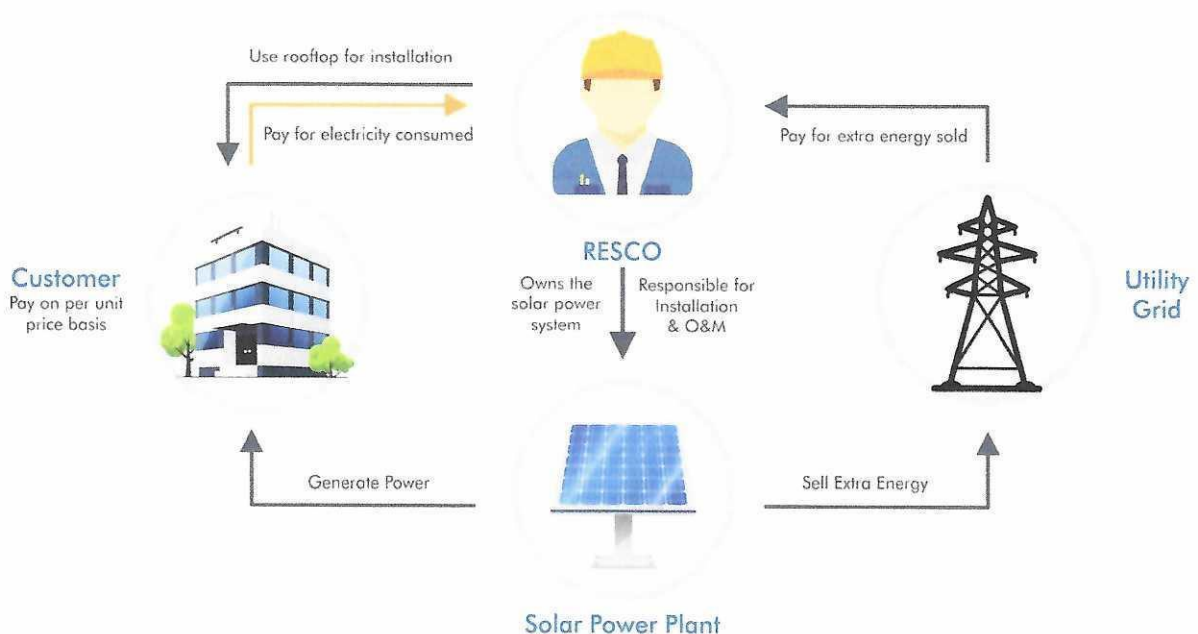 Use rooftop for installation
Pay for electricity consumed
Pay for extra energy sold
RESCO
Owns the
solar power
system
Responsible for
Installation
& O&M
Customer
Pay on per unit
price basis
Utility
Grid
Generate Power
Sell Extra Energy
Solar Power Plant